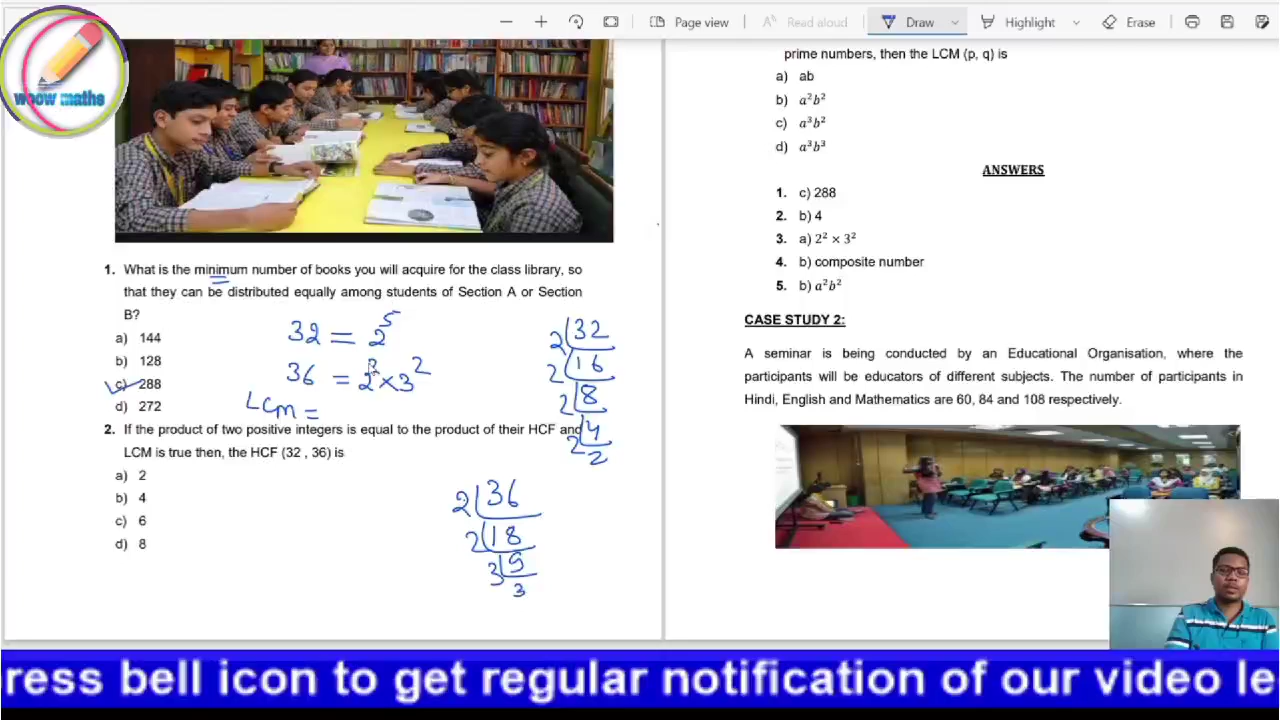 Page view
Read aloud
Draw
Highlight
Erase
woow maths
1. What is the minimum number of books you will acquire for the class library, so
that they can be distributed equally among students of Section A or Section
B?
a) 144
b) 128
c) 288
d) 272
32 = 2^5
36 = 2^2 × 3^2
LCM =
2 | 32
2 | 16
2 | 8
2 | 4
2
2. If the product of two positive integers is equal to the product of their HCF and
LCM is true then, the HCF (32 , 36) is
a) 2
b) 4
c) 6
d) 8
2 | 36
2 | 18
3 | 9
3
prime numbers, then the LCM (p, q) is
a) ab
b) a²b²
c) a³b²
d) a³b³
ANSWERS
1. c) 288
2. b) 4
3. a) 2² × 3²
4. b) composite number
5. b) a²b²
CASE STUDY 2:
A seminar is being conducted by an Educational Organisation, where the
participants will be educators of different subjects. The number of participants in
Hindi, English and Mathematics are 60, 84 and 108 respectively.
ress bell icon to get regular notification of our video le